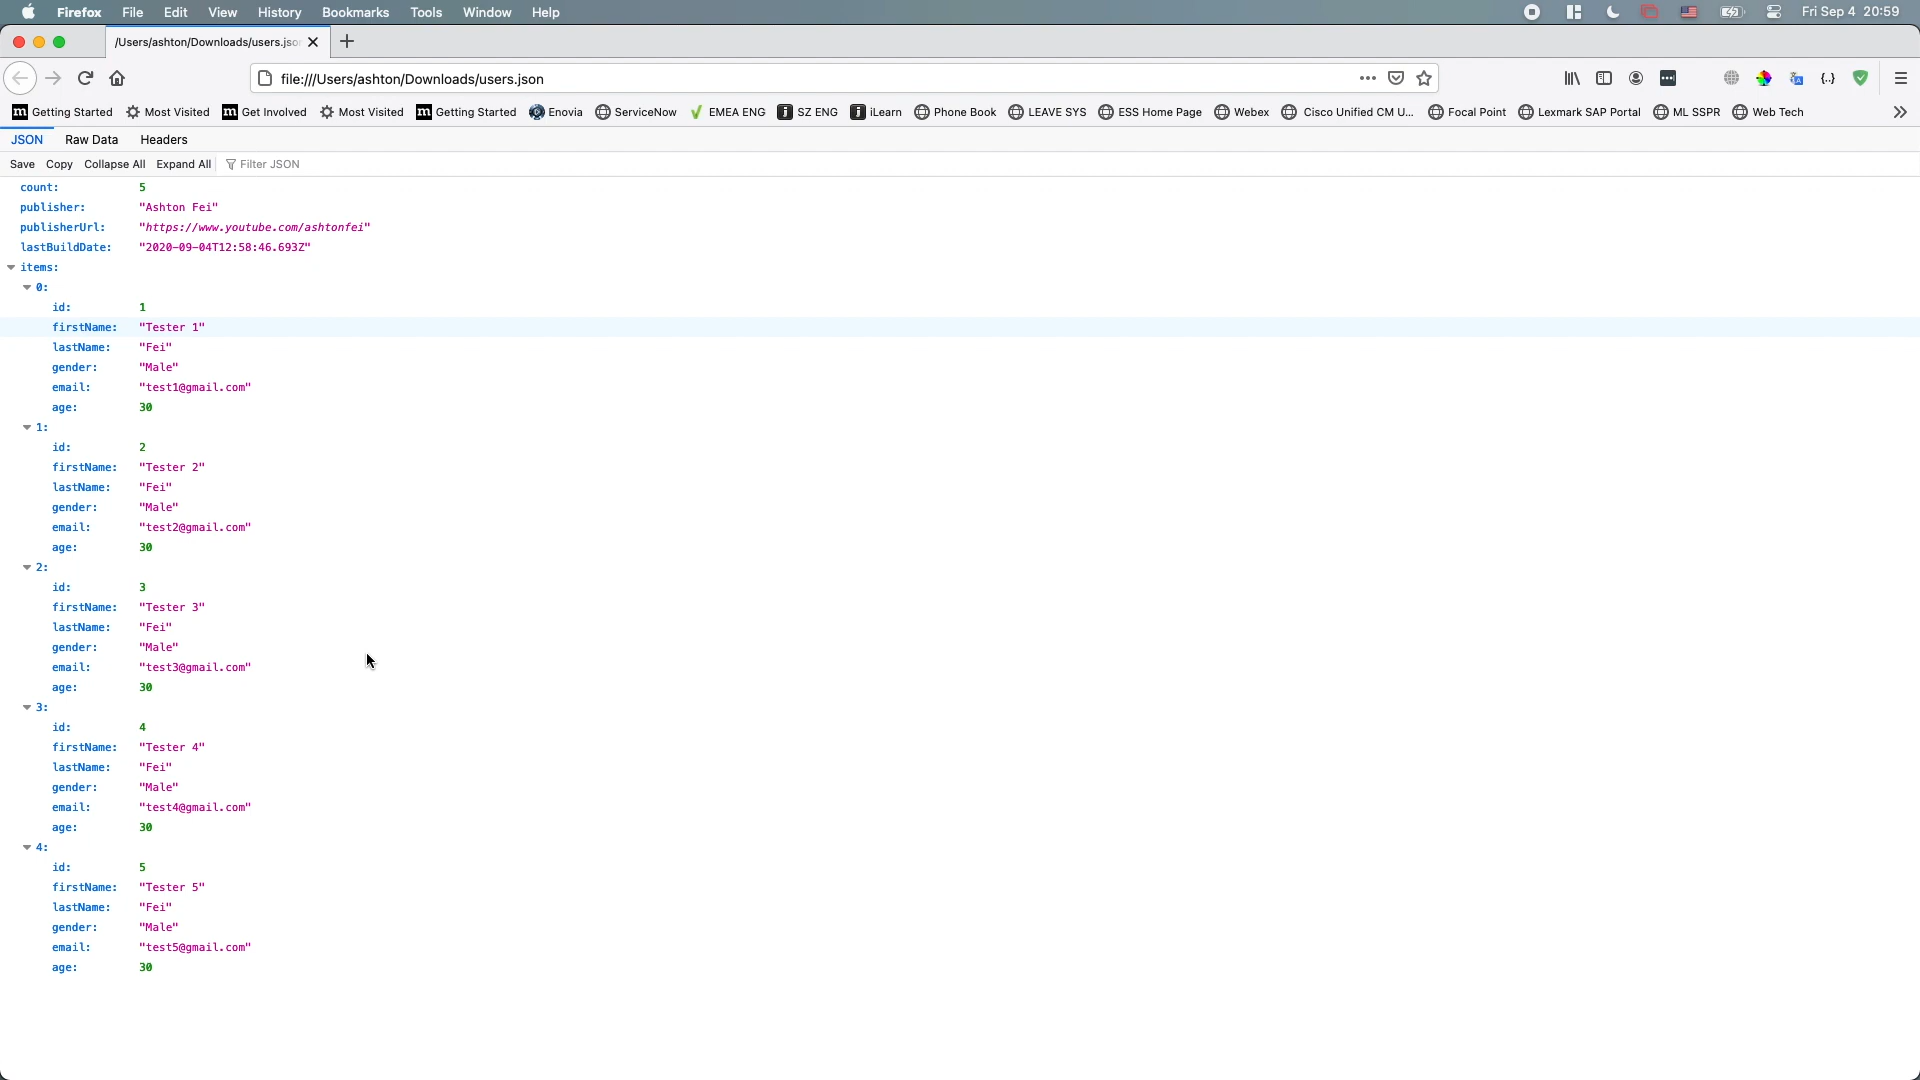 Firefox File Edit View History Bookmarks Tools Window Help Fri Sep 4 20:59
/Users/ashton/Downloads/users.json
file:///Users/ashton/Downloads/users.json
Getting Started Most Visited Get Involved Most Visited Getting Started Enovia ServiceNow EMEA ENG SZ ENG iLearn Phone Book LEAVE SYS ESS Home Page Webex Cisco Unified CM U... Focal Point Lexmark SAP Portal ML SSPR Web Tech
JSON Raw Data Headers
Save Copy Collapse All Expand All Filter JSON
count: 5
publisher: "Ashton Fei"
publisherUrl: "https://www.youtube.com/ashtonfei"
lastBuildDate: "2020-09-04T12:58:46.693Z"
items:
0:
id: 1
firstName: "Tester 1"
lastName: "Fei"
gender: "Male"
email: "test1@gmail.com"
age: 30
1:
id: 2
firstName: "Tester 2"
lastName: "Fei"
gender: "Male"
email: "test2@gmail.com"
age: 30
2:
id: 3
firstName: "Tester 3"
lastName: "Fei"
gender: "Male"
email: "test3@gmail.com"
age: 30
3:
id: 4
firstName: "Tester 4"
lastName: "Fei"
gender: "Male"
email: "test4@gmail.com"
age: 30
4:
id: 5
firstName: "Tester 5"
lastName: "Fei"
gender: "Male"
email: "test5@gmail.com"
age: 30